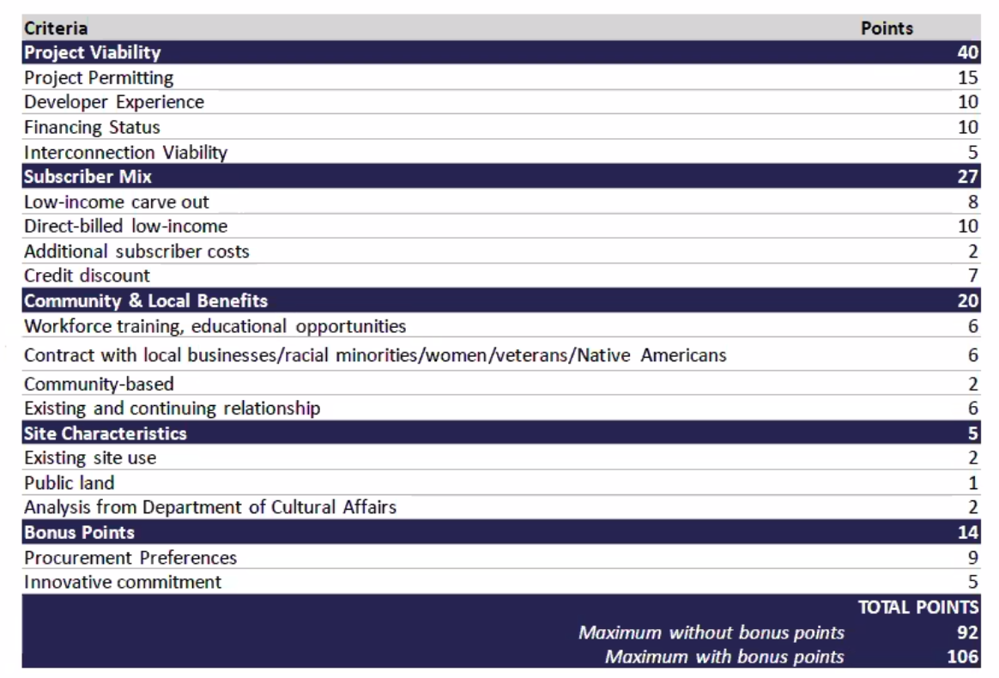 Criteria Points
Project Viability 40
Project Permitting 15
Developer Experience 10
Financing Status 10
Interconnection Viability 5
Subscriber Mix 27
Low-income carve out 8
Direct-billed low-income 10
Additional subscriber costs 2
Credit discount 7
Community & Local Benefits 20
Workforce training, educational opportunities 6
Contract with local businesses/racial minorities/women/veterans/Native Americans 6
Community-based 2
Existing and continuing relationship 6
Site Characteristics 5
Existing site use 2
Public land 1
Analysis from Department of Cultural Affairs 2
Bonus Points 14
Procurement Preferences 9
Innovative commitment 5
TOTAL POINTS
Maximum without bonus points 92
Maximum with bonus points 106